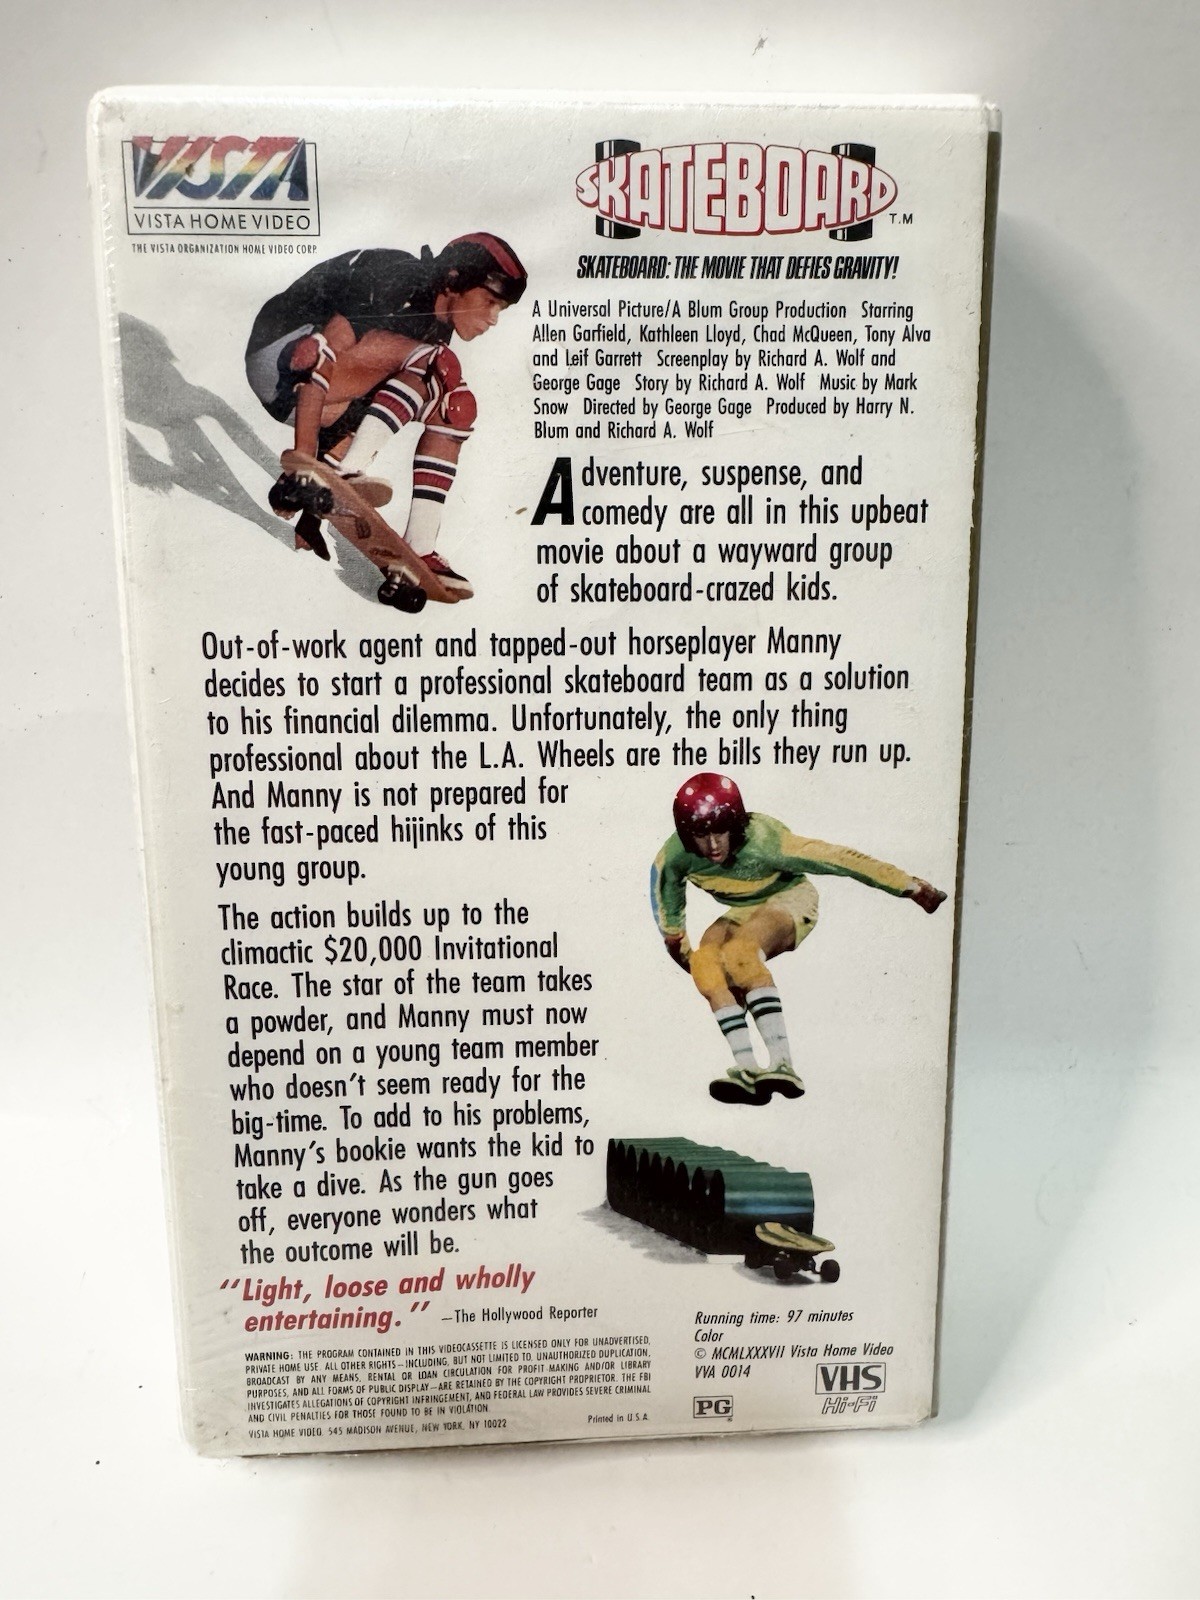 VISTA
VISTA HOME VIDEO
THE VISTA ORGANIZATION HOME VIDEO CORP.
SKATEBOARD
T.M
SKATEBOARD: THE MOVIE THAT DEFIES GRAVITY!
A Universal Picture/A Blum Group Production Starring
Allen Garfield, Kathleen Lloyd, Chad McQueen, Tony Alva
and Leif Garrett Screenplay by Richard A. Wolf and
George Gage Story by Richard A. Wolf Music by Mark
Snow Directed by George Gage Produced by Harry N.
Blum and Richard A. Wolf
Adventure, suspense, and
comedy are all in this upbeat
movie about a wayward group
of skateboard-crazed kids.
Out-of-work agent and tapped-out horseplayer Manny
decides to start a professional skateboard team as a solution
to his financial dilemma. Unfortunately, the only thing
professional about the L.A. Wheels are the bills they run up.
And Manny is not prepared for
the fast-paced hijinks of this
young group.
The action builds up to the
climactic $20,000 Invitational
Race. The star of the team takes
a powder, and Manny must now
depend on a young team member
who doesn't seem ready for the
big-time. To add to his problems,
Manny's bookie wants the kid to
take a dive. As the gun goes
off, everyone wonders what
the outcome will be.
"Light, loose and wholly
entertaining." —The Hollywood Reporter
WARNING: THE PROGRAM CONTAINED IN THIS VIDEOCASSETTE IS LICENSED ONLY FOR UNADVERTISED,
PRIVATE HOME USE. ALL OTHER RIGHTS—INCLUDING, BUT NOT LIMITED TO, UNAUTHORIZED DUPLICATION,
BROADCAST BY ANY MEANS, RENTAL OR LOAN CIRCULATION FOR PROFIT MAKING AND/OR LIBRARY
PURPOSES, AND ALL FORMS OF PUBLIC DISPLAY—ARE RETAINED BY THE COPYRIGHT PROPRIETOR. THE FBI
INVESTIGATES ALLEGATIONS OF COPYRIGHT INFRINGEMENT, AND FEDERAL LAW PROVIDES SEVERE CRIMINAL
AND CIVIL PENALTIES FOR THOSE FOUND TO BE IN VIOLATION.
VISTA HOME VIDEO. 545 MADISON AVENUE, NEW YORK, NY 10022
Printed in U.S.A.
Running time: 97 minutes
Color
© MCMLXXXVII Vista Home Video
VVA 0014
PG
VHS
Hi-Fi